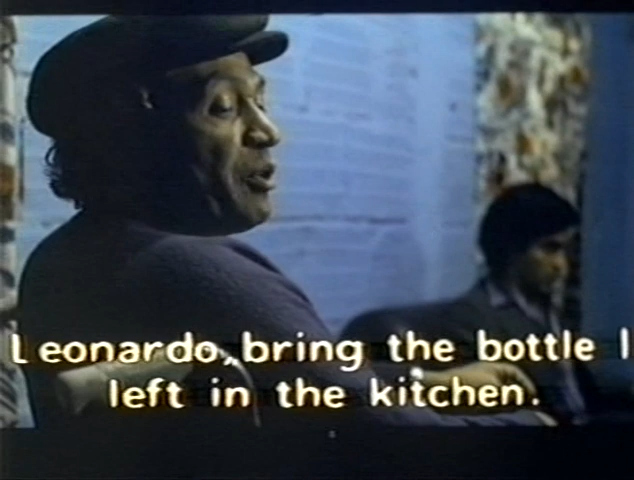 Leonardo, bring the bottle I
left in the kitchen.